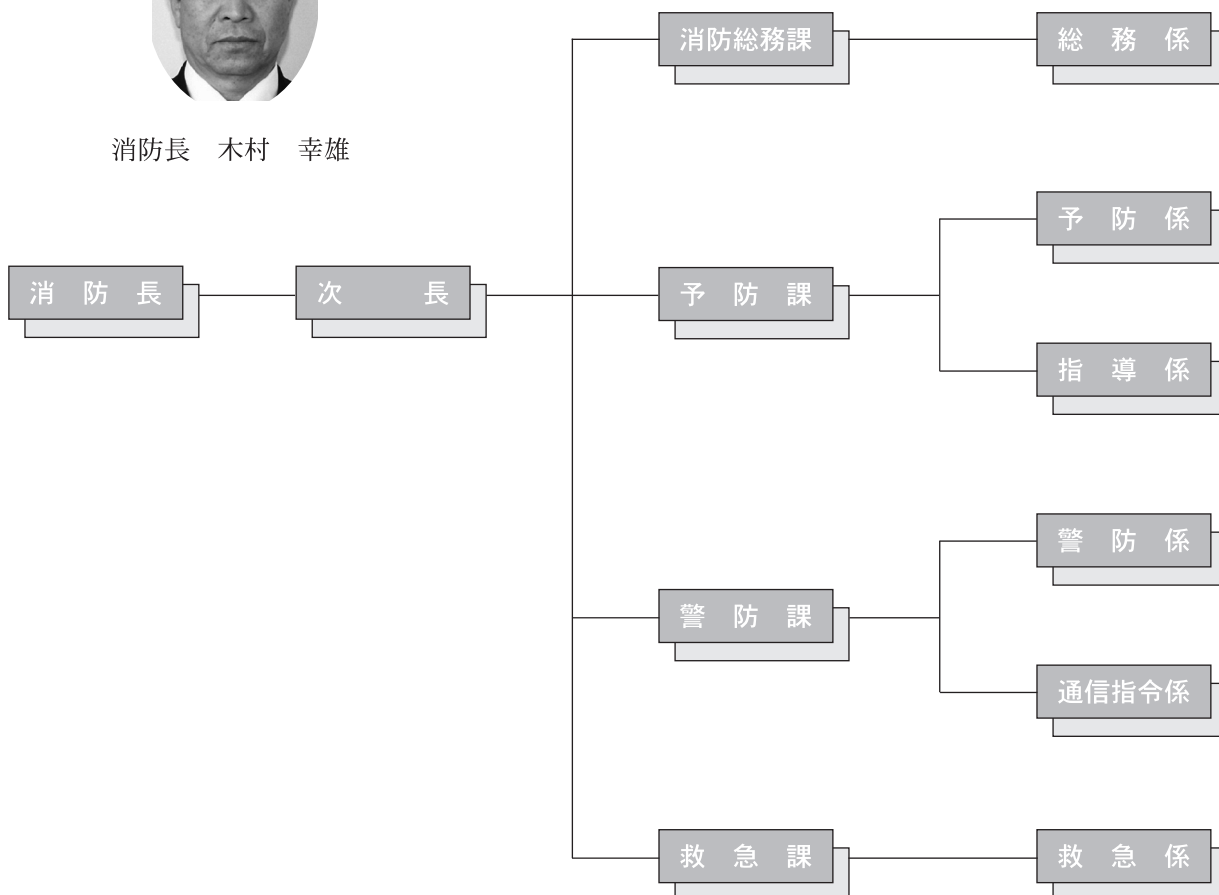 消防長　木村　幸雄
消防長
次長
消防総務課
総務係
予防課
予防係
指導係
警防課
警防係
通信指令係
救急課
救急係